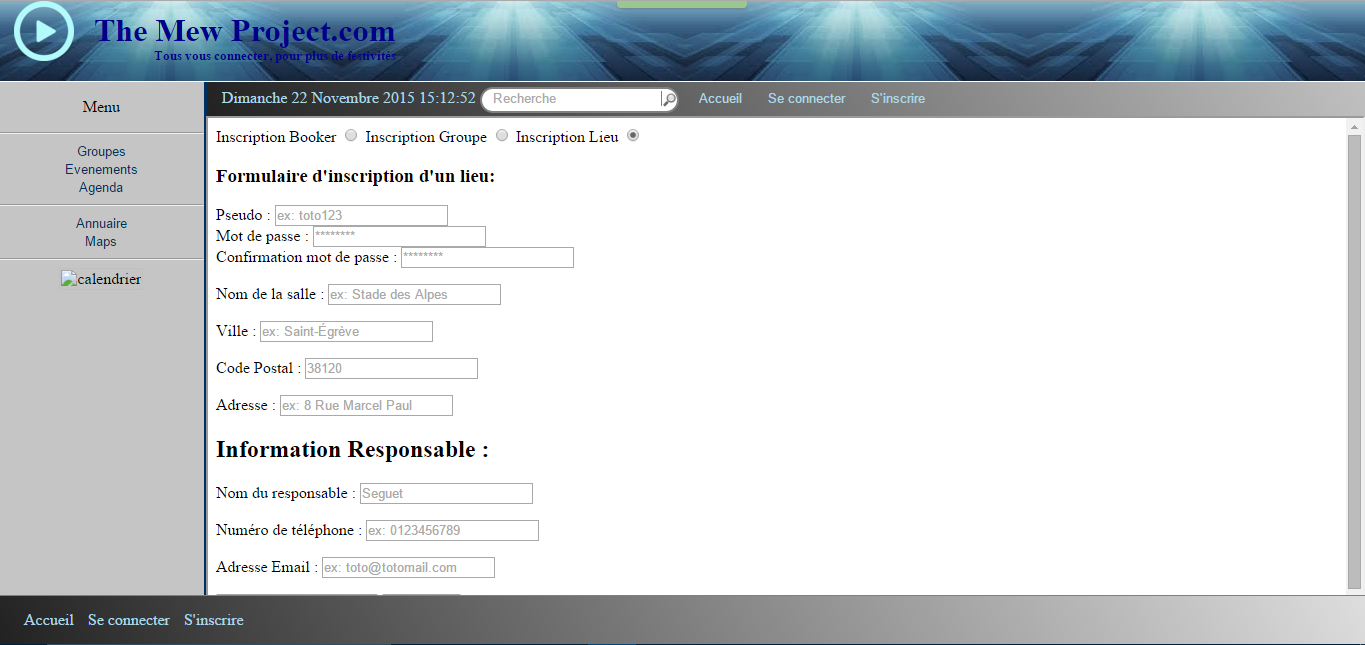 The Mew Project.com
Tous vous connecter, pour plus de festivités
Menu
Groupes
Evenements
Agenda
Annuaire
Maps
calendrier
Dimanche 22 Novembre 2015 15:12:52 Recherche Accueil Se connecter S'inscrire
Inscription Booker Inscription Groupe Inscription Lieu
Formulaire d'inscription d'un lieu:
Pseudo : ex: toto123
Mot de passe : ********
Confirmation mot de passe : ********
Nom de la salle : ex: Stade des Alpes
Ville : ex: Saint-Égrève
Code Postal : 38120
Adresse : ex: 8 Rue Marcel Paul
Information Responsable :
Nom du responsable : Seguet
Numéro de téléphone : ex: 0123456789
Adresse Email : ex: toto@totomail.com
Accueil Se connecter S'inscrire